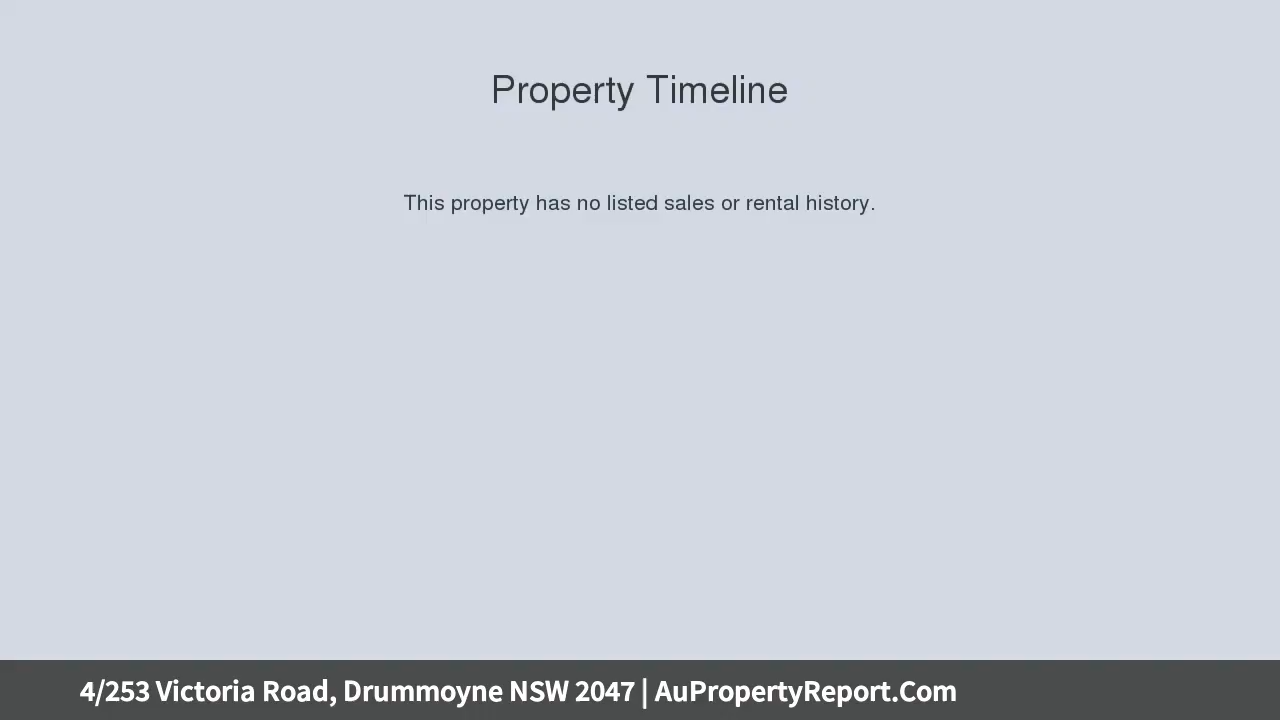 Property Timeline
This property has no listed sales or rental history.
4/253 Victoria Road, Drummoyne NSW 2047 | AuPropertyReport.Com